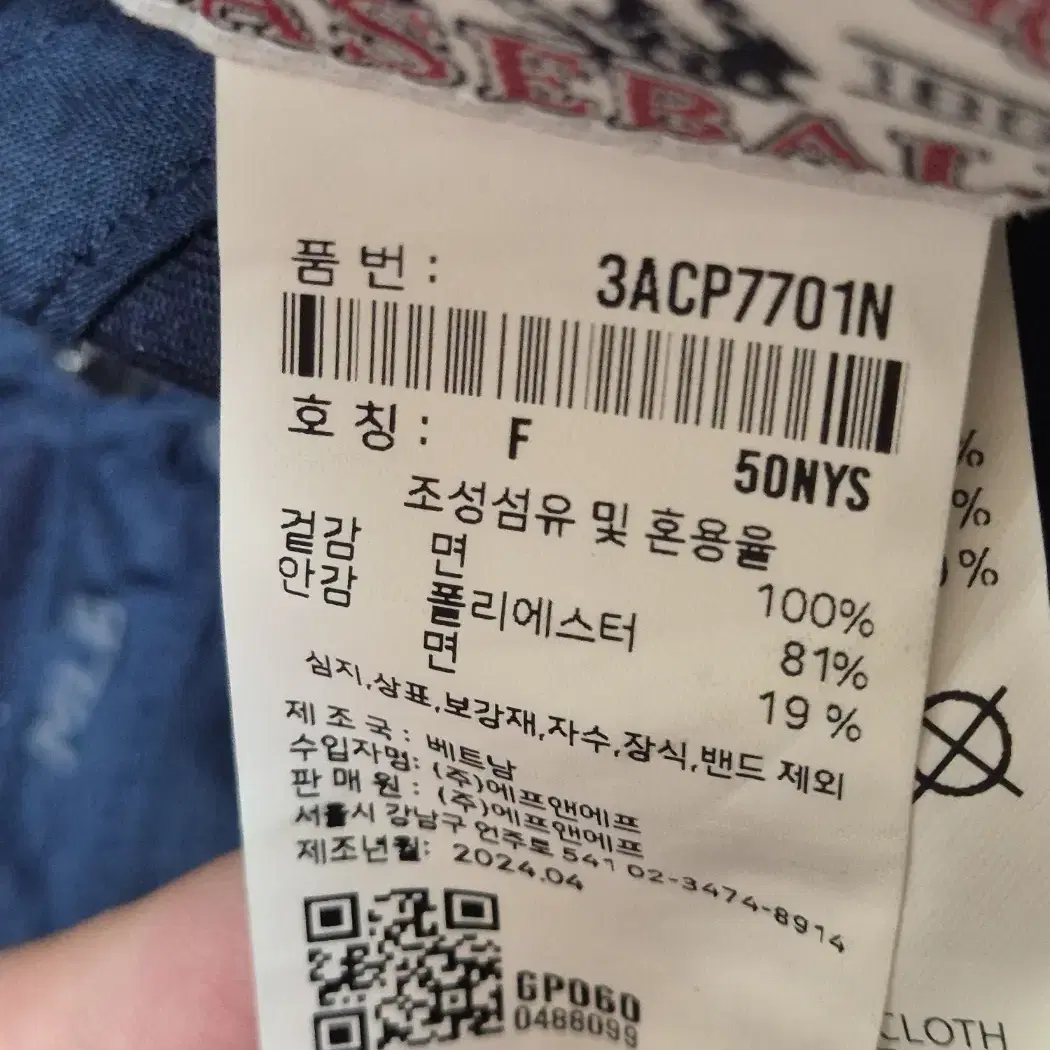 BASEBALL
품 번 : 3ACP7701N
호 칭 : F 50NYS
조성섬유 및 혼용율
겉감 면 100%
안감 폴리에스터 81%
면 19 %
심지,상표,보강재,자수,장식,밴드 제외
제 조 국 : 베트남
수입자명: (주)에프앤에프
판 매 원 : (주)에프앤에프
서울시 강남구 언주로 541 02-3474-8914
제조년월: 2024.04
GP060
0488099
%
%
%
CLOTH